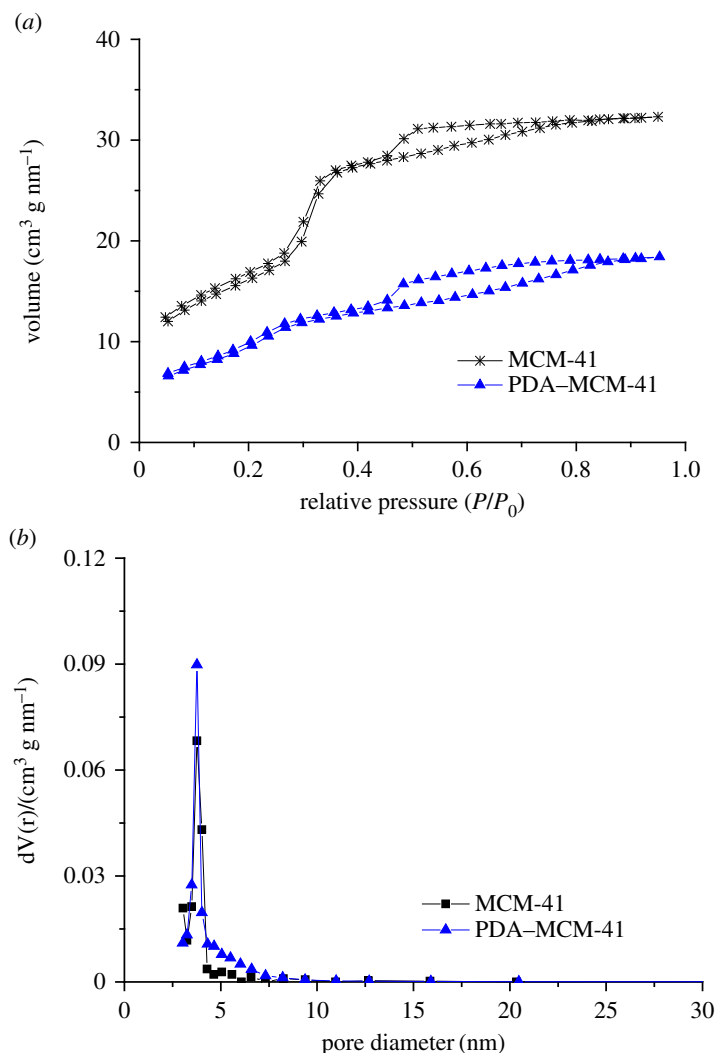 (a)
40
30
20
10
0
volume (cm³ g nm⁻¹)
MCM-41
PDA–MCM-41
0 0.2 0.4 0.6 0.8 1.0
relative pressure (P/P₀)
(b)
0.12
0.09
0.06
0.03
0
dV(r)/(cm³ g nm⁻¹)
MCM-41
PDA–MCM-41
0 5 10 15 20 25 30
pore diameter (nm)